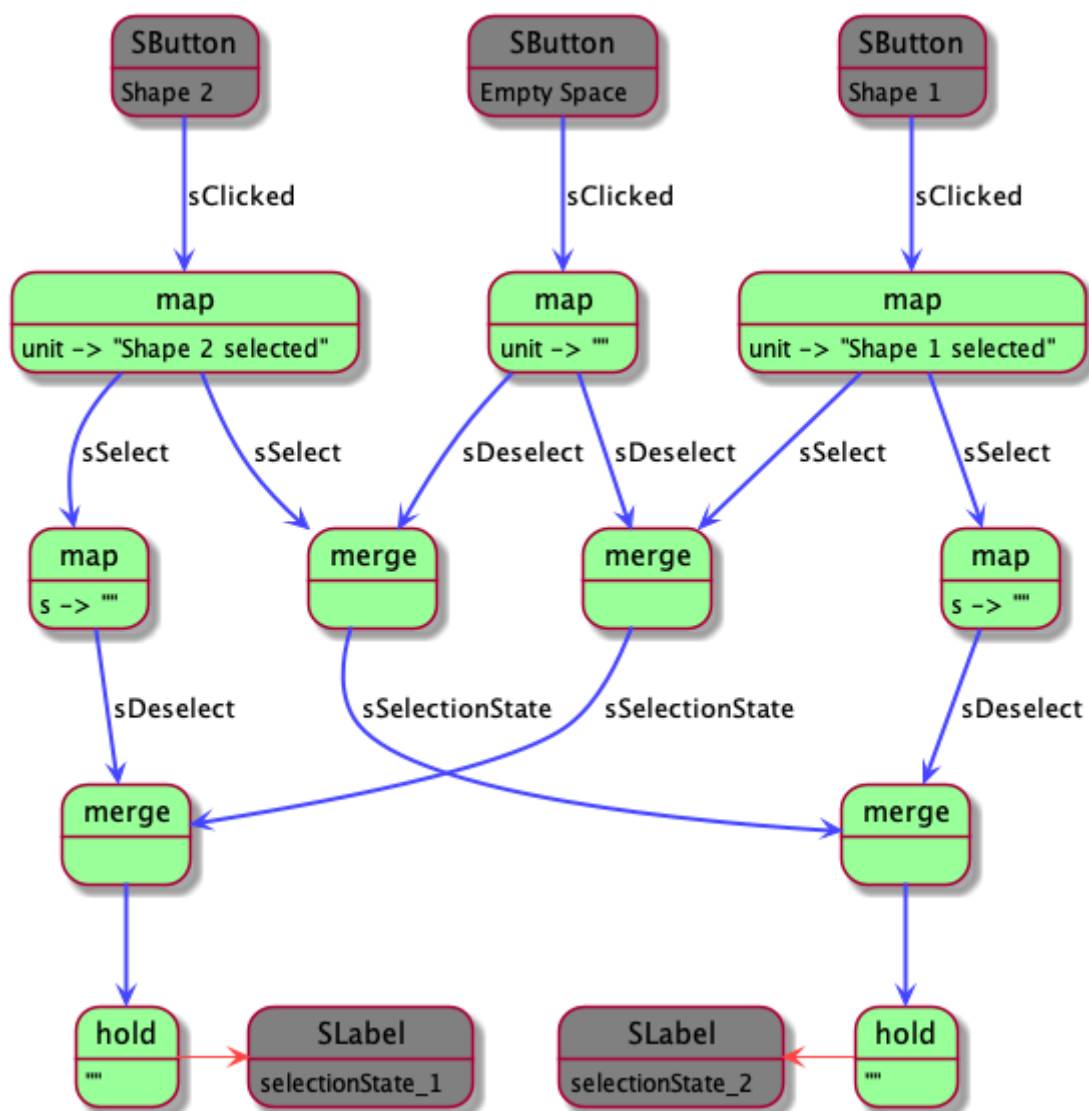 SButton
Shape 2
SButton
Empty Space
SButton
Shape 1
sClicked
sClicked
sClicked
map
unit -> "Shape 2 selected"
map
unit -> ""
map
unit -> "Shape 1 selected"
sSelect
sSelect
sDeselect
sDeselect
sSelect
sSelect
map
s -> ""
merge
merge
map
s -> ""
sDeselect
sSelectionState
sSelectionState
sDeselect
merge
merge
hold
""
SLabel
selectionState_1
SLabel
selectionState_2
hold
""